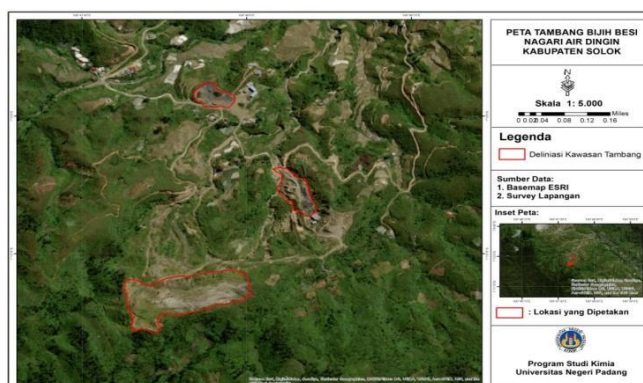 PETA TAMBANG BIJIH BESI
NAGARI AIR DINGIN
KABUPATEN SOLOK
N
Skala 1: 5.000
Miles
0 0.02 0.04 0.08 0.12 0.16
Legenda
Deliniasi Kawasan Tambang
Sumber Data:
1. Basemap ESRI
2. Survey Lapangan
Inset Peta:
: Lokasi yang Dipetakan
Program Studi Kimia
Universitas Negeri Padang